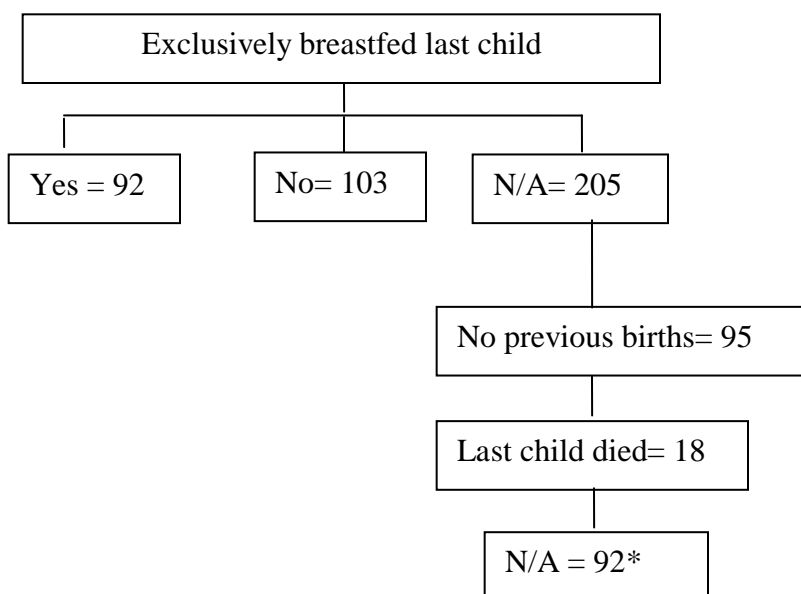 Exclusively breastfed last child
Yes = 92
No= 103
N/A= 205
No previous births= 95
Last child died= 18
N/A = 92*